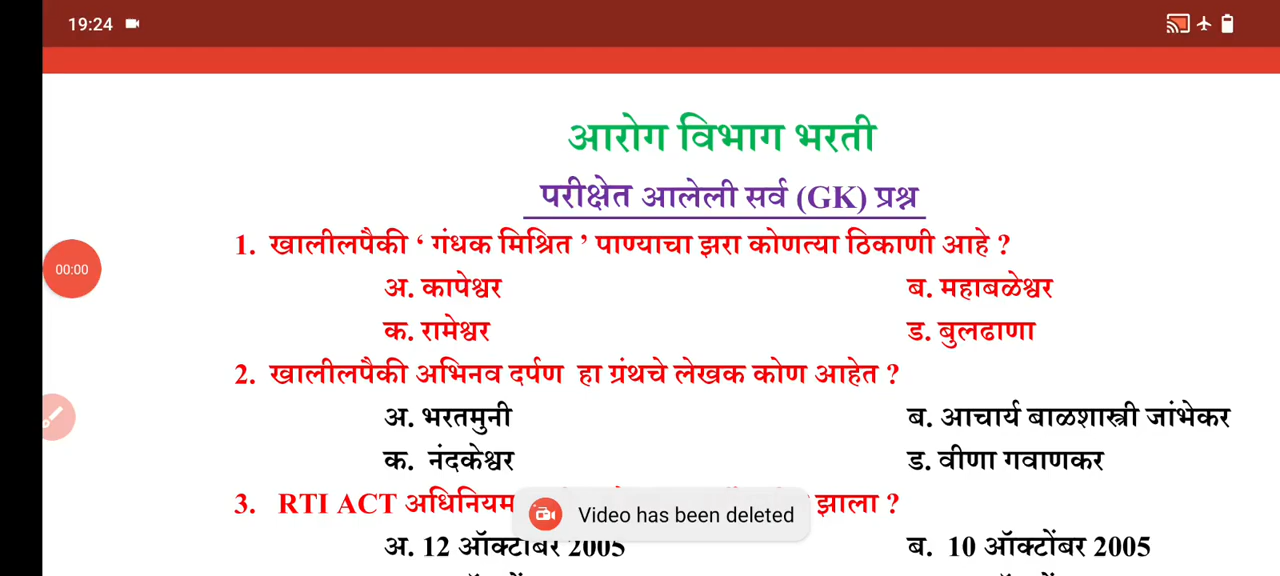 19:24
आरोग विभाग भरती
परीक्षेत आलेली सर्व (GK) प्रश्न
1. खालीलपैकी ‘ गंधक मिश्रित ’ पाण्याचा झरा कोणत्या ठिकाणी आहे ?
अ. कापेश्वर ब. महाबळेश्वर
00:00
क. रामेश्वर ड. बुलढाणा
2. खालीलपैकी अभिनव दर्पण हा ग्रंथचे लेखक कोण आहेत ?
अ. भरतमुनी ब. आचार्य बाळशास्त्री जांभेकर
क. नंदकेश्वर ड. वीणा गवाणकर
3. RTI ACT अधिनियम झाला ?
Video has been deleted
अ. 12 ऑक्टोंबर 2005 ब. 10 ऑक्टोंबर 2005